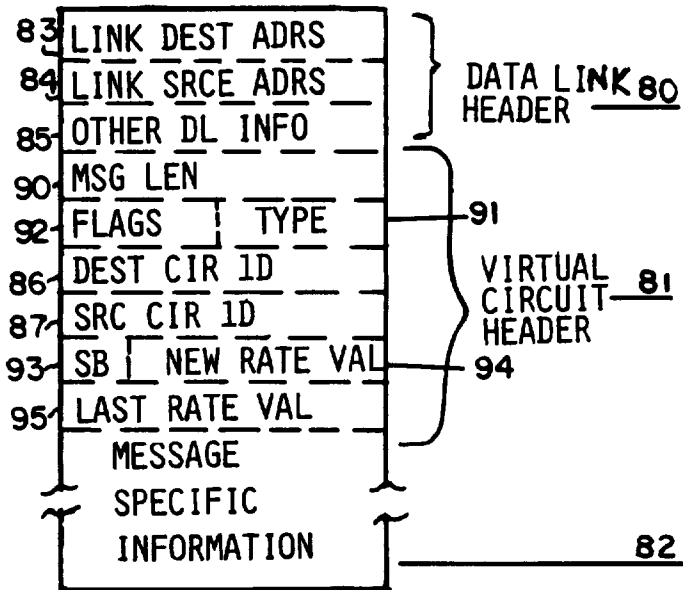 83 LINK DEST ADRS
84 LINK SRCE ADRS
DATA LINK 80
HEADER
85 OTHER DL INFO
90 MSG LEN
92 FLAGS TYPE 91
86 DEST CIR 1D
VIRTUAL
CIRCUIT 81
HEADER
87 SRC CIR 1D
93 SB NEW RATE VAL 94
95 LAST RATE VAL
MESSAGE
SPECIFIC
INFORMATION 82